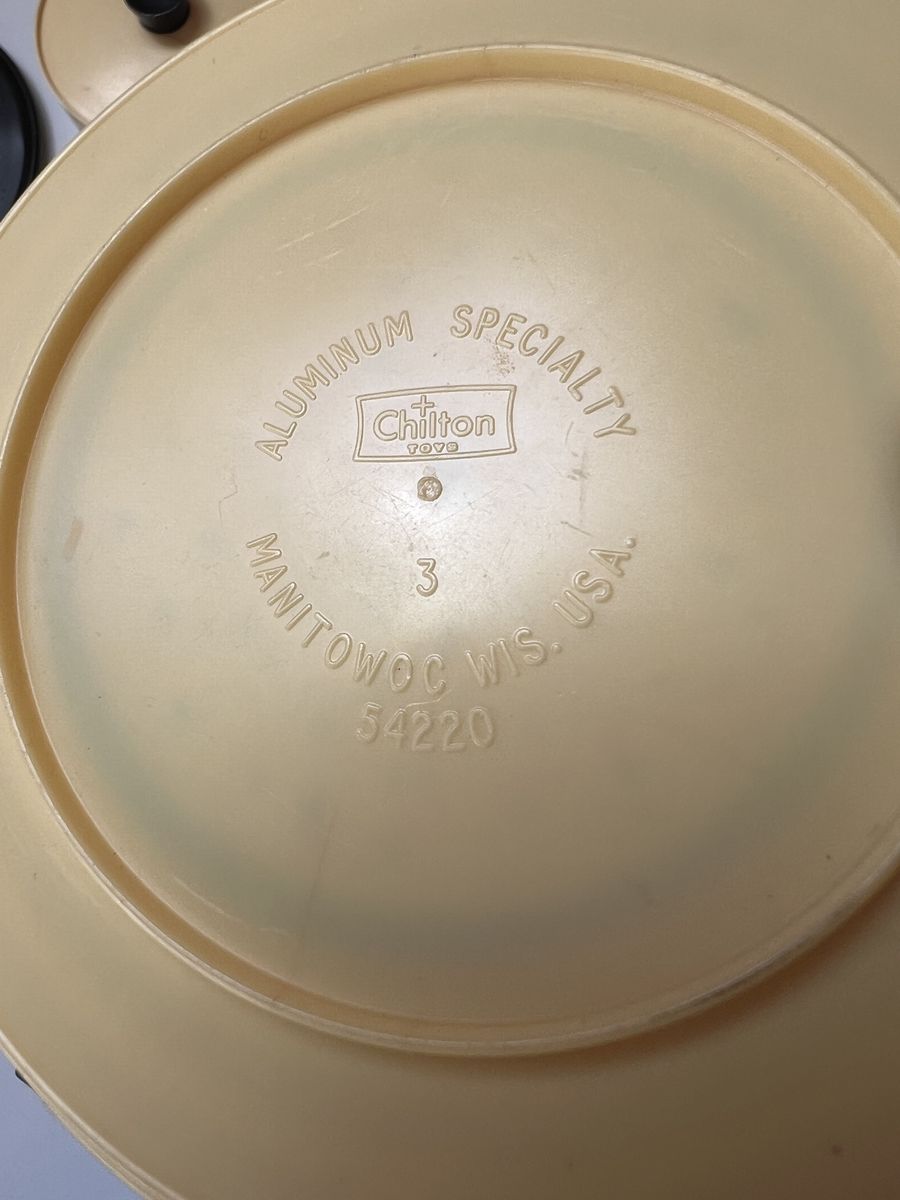 ALUMINUM SPECIALTY
Chilton
TOYS
3
MANITOWOC WIS. USA.
54220